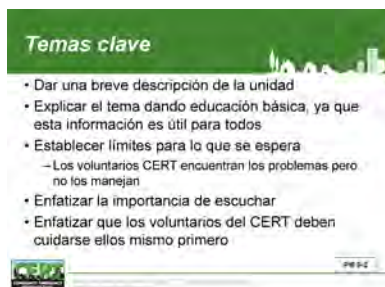 Temas clave
• Dar una breve descripción de la unidad
• Explicar el tema dando educación básica, ya que
esta información es útil para todos
• Establecer límites para lo que se espera
–Los voluntarios CERT encuentran los problemas pero
no los manejan
• Enfatizar la importancia de escuchar
• Enfatizar que los voluntarios del CERT deben
cuidarse ellos mismo primero